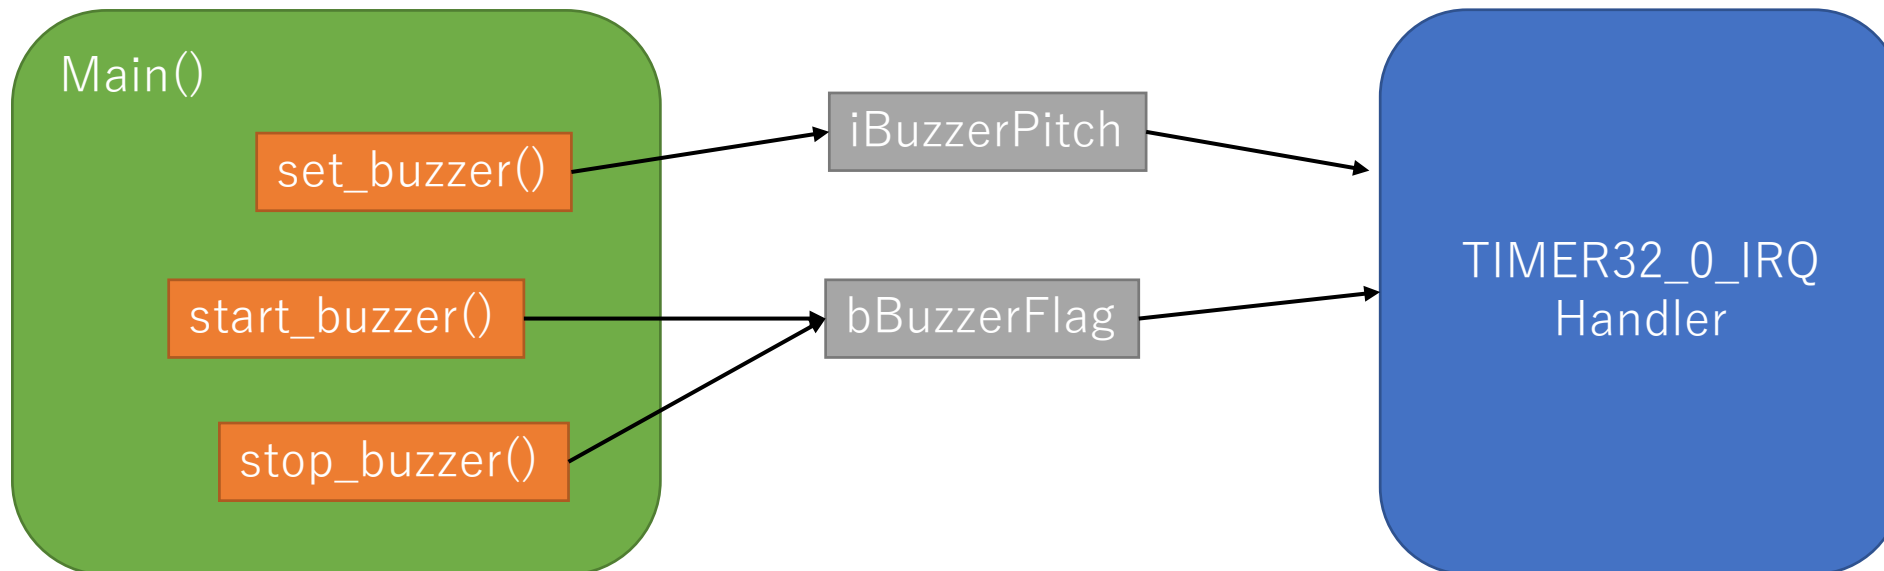 Main()
set_buzzer()
start_buzzer()
stop_buzzer()
iBuzzerPitch
bBuzzerFlag
TIMER32_0_IRQ
Handler